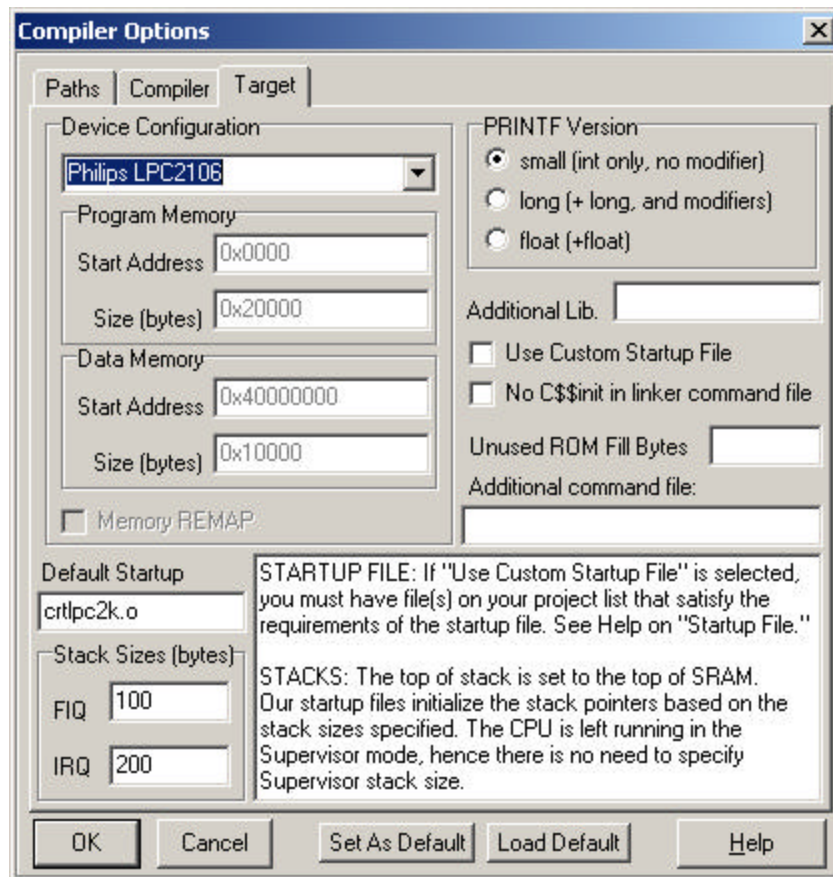 Compiler Options
Paths
Compiler
Target
Device Configuration
Philips LPC2106
Program Memory
Start Address 0x0000
Size (bytes) 0x20000
Data Memory
Start Address 0x40000000
Size (bytes) 0x10000
Memory REMAP
PRINTF Version
small (int only, no modifier)
long (+ long, and modifiers)
float (+float)
Additional Lib.
Use Custom Startup File
No C$$init in linker command file
Unused ROM Fill Bytes
Additional command file:
Default Startup
crtlpc2k.o
Stack Sizes (bytes)
FIQ 100
IRQ 200
STARTUP FILE: If "Use Custom Startup File" is selected,
you must have file(s) on your project list that satisfy the
requirements of the startup file. See Help on "Startup File."
STACKS: The top of stack is set to the top of SRAM.
Our startup files initialize the stack pointers based on the
stack sizes specified. The CPU is left running in the
Supervisor mode, hence there is no need to specify
Supervisor stack size.
OK
Cancel
Set As Default
Load Default
Help